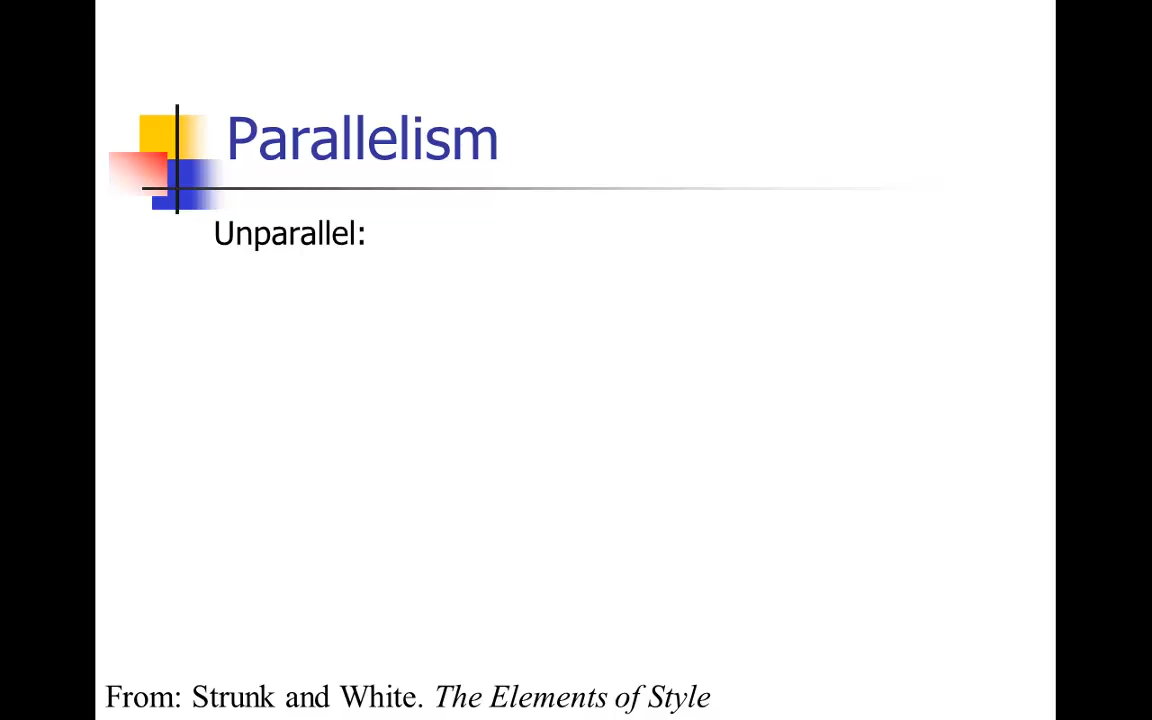 Parallelism
Unparallel:
From: Strunk and White. The Elements of Style